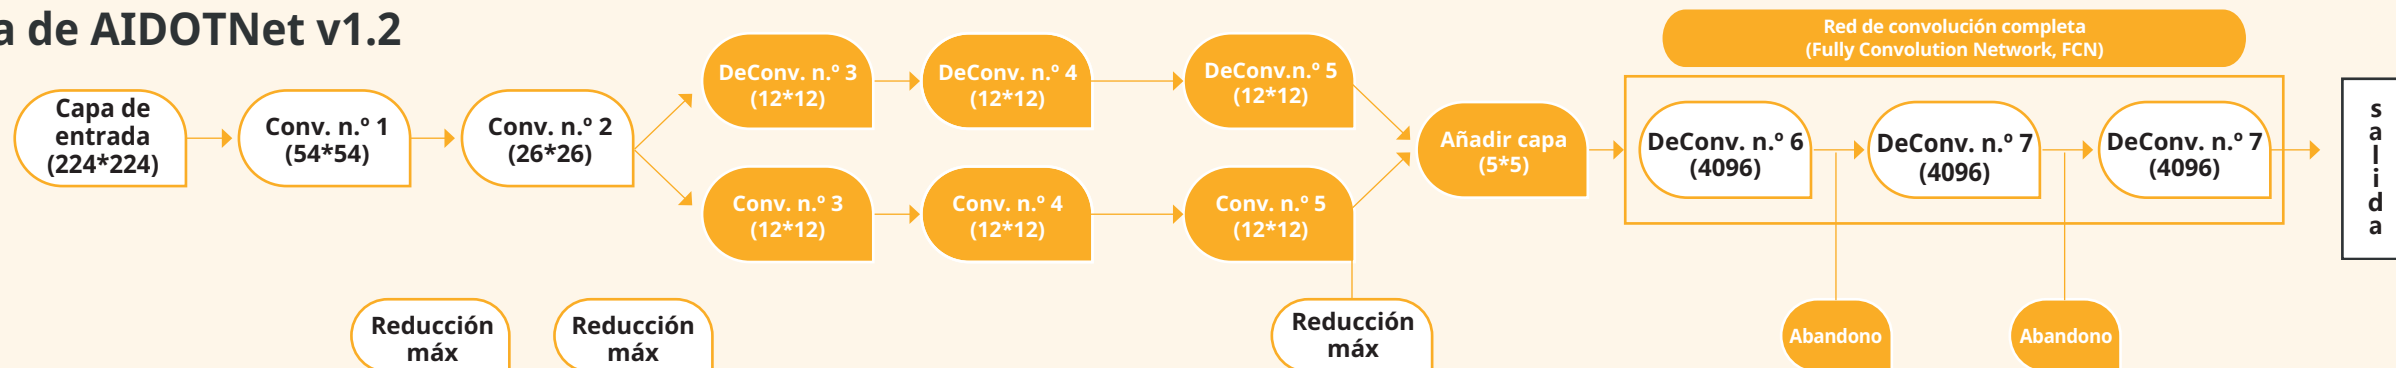 a de AIDOTNet v1.2
Red de convolución completa
(Fully Convolution Network, FCN)
Capa de
entrada
(224*224)
Conv. n.º 1
(54*54)
Conv. n.º 2
(26*26)
DeConv. n.º 3
(12*12)
DeConv. n.º 4
(12*12)
DeConv.n.º 5
(12*12)
Conv. n.º 3
(12*12)
Conv. n.º 4
(12*12)
Conv. n.º 5
(12*12)
Añadir capa
(5*5)
DeConv. n.º 6
(4096)
DeConv. n.º 7
(4096)
DeConv. n.º 7
(4096)
s
a
l
i
d
a
Reducción
máx
Reducción
máx
Reducción
máx
Abandono
Abandono